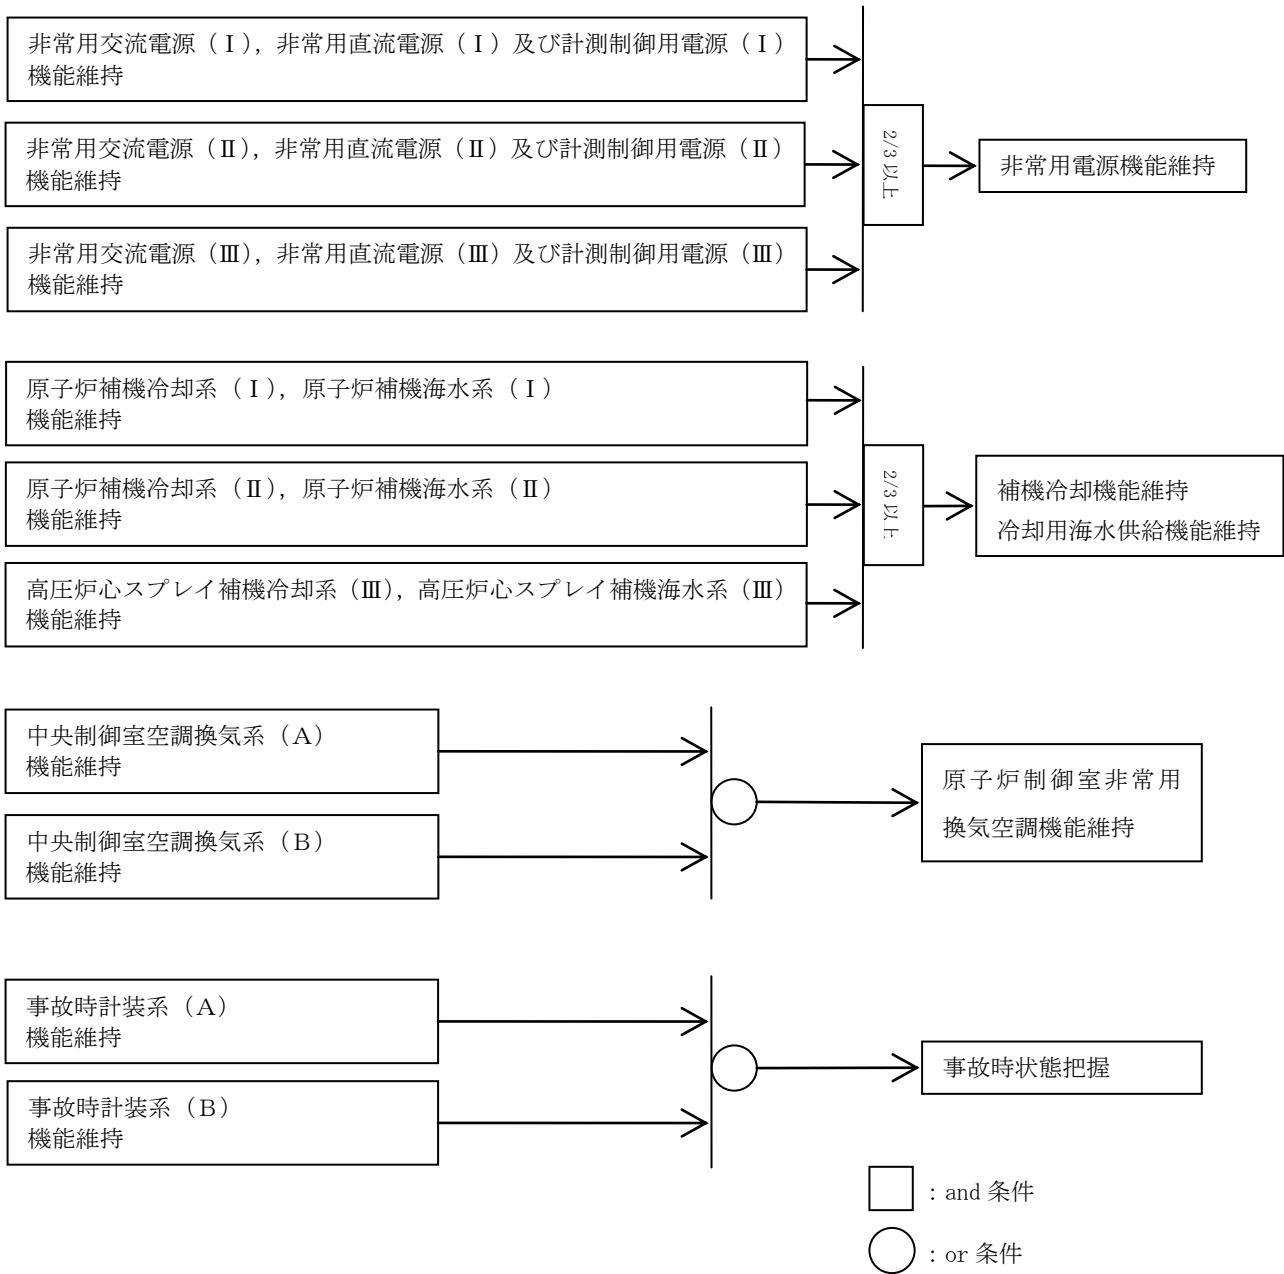 非常用交流電源（Ⅰ），非常用直流電源（Ⅰ）及び計測制御用電源（Ⅰ）
機能維持
非常用交流電源（Ⅱ），非常用直流電源（Ⅱ）及び計測制御用電源（Ⅱ）
機能維持
非常用交流電源（Ⅲ），非常用直流電源（Ⅲ）及び計測制御用電源（Ⅲ）
機能維持
2/3 以上
非常用電源機能維持
原子炉補機冷却系（Ⅰ），原子炉補機海水系（Ⅰ）
機能維持
原子炉補機冷却系（Ⅱ），原子炉補機海水系（Ⅱ）
機能維持
高圧炉心スプレイ補機冷却系（Ⅲ），高圧炉心スプレイ補機海水系（Ⅲ）
機能維持
2/3 以上
補機冷却機能維持
冷却用海水供給機能維持
中央制御室空調換気系（A）
機能維持
中央制御室空調換気系（B）
機能維持
原子炉制御室非常用
換気空調機能維持
事故時計装系（A）
機能維持
事故時計装系（B）
機能維持
事故時状態把握
：and 条件
：or 条件